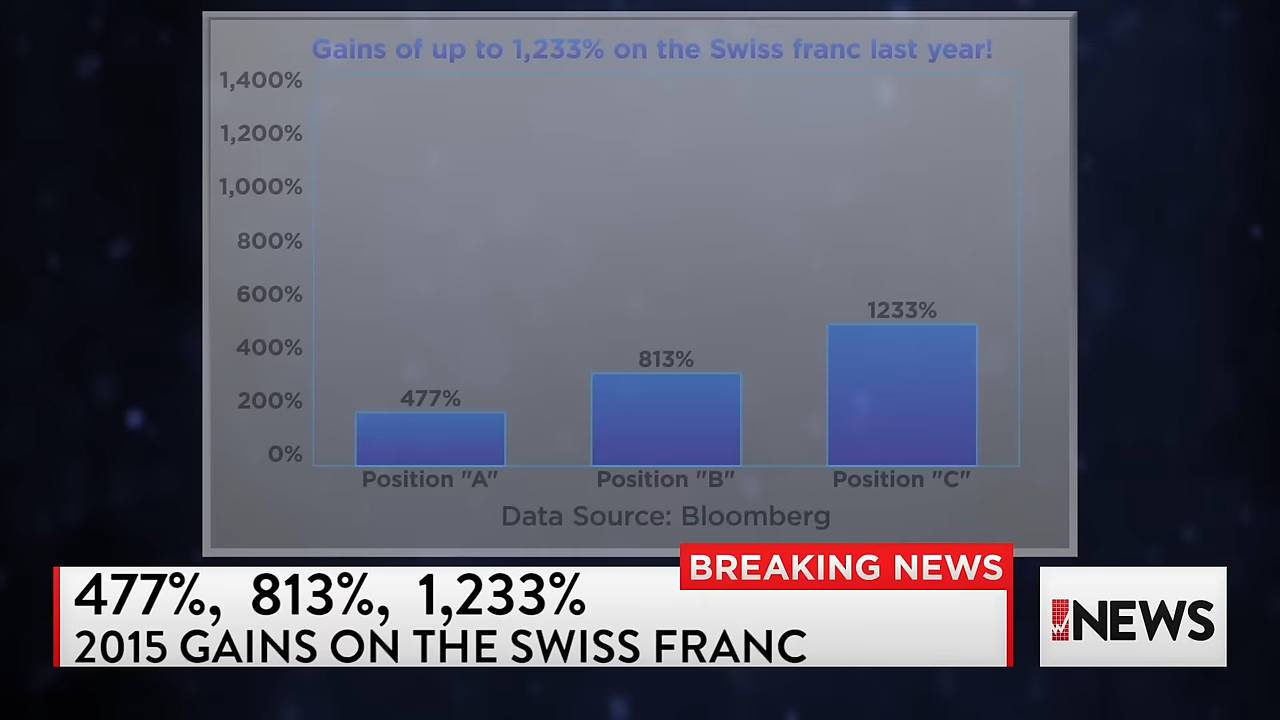 Gains of up to 1,233% on the Swiss franc last year!
1,400%
1,200%
1,000%
800%
600%
400%
200%
0%
477%
813%
1233%
Position "A"
Position "B"
Position "C"
Data Source: Bloomberg
BREAKING NEWS
477%, 813%, 1,233%
2015 GAINS ON THE SWISS FRANC
NEWS